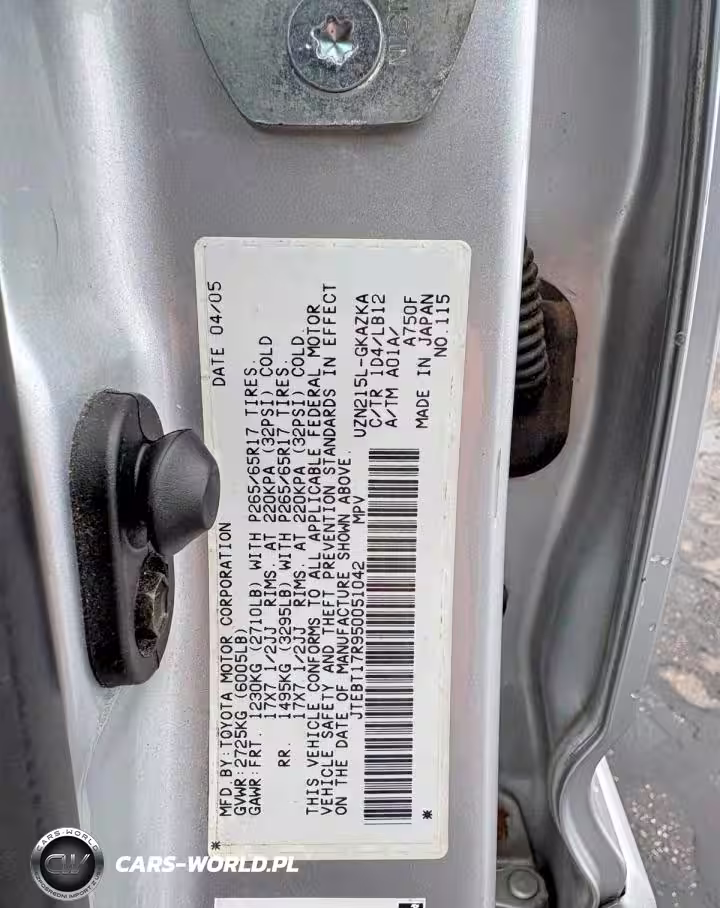 MFD.BY:TOYOTA MOTOR CORPORATION DATE 04/05
GVWR:2725KG (6005LB)
GAWR:FRT. 1230KG (2710LB) WITH P265/65R17 TIRES.
17X7 1/2JJ RIMS. AT 220KPA (32PSI) COLD
RR. 1495KG (3295LB) WITH P265/65R17 TIRES.
17X7 1/2JJ RIMS. AT 220KPA (32PSI) COLD.
THIS VEHICLE CONFORMS TO ALL APPLICABLE FEDERAL MOTOR
VEHICLE SAFETY AND THEFT PREVENTION STANDARDS IN EFFECT
ON THE DATE OF MANUFACTURE SHOWN ABOVE.
JTEBT17R950051042 MPV
UZN215L-GKAZKA
C/TR 1D4/LB12
A/TM A01A/
A750F
MADE IN JAPAN
NO.115
* *
CARS-WORLD
CW
CARS-WORLD.PL